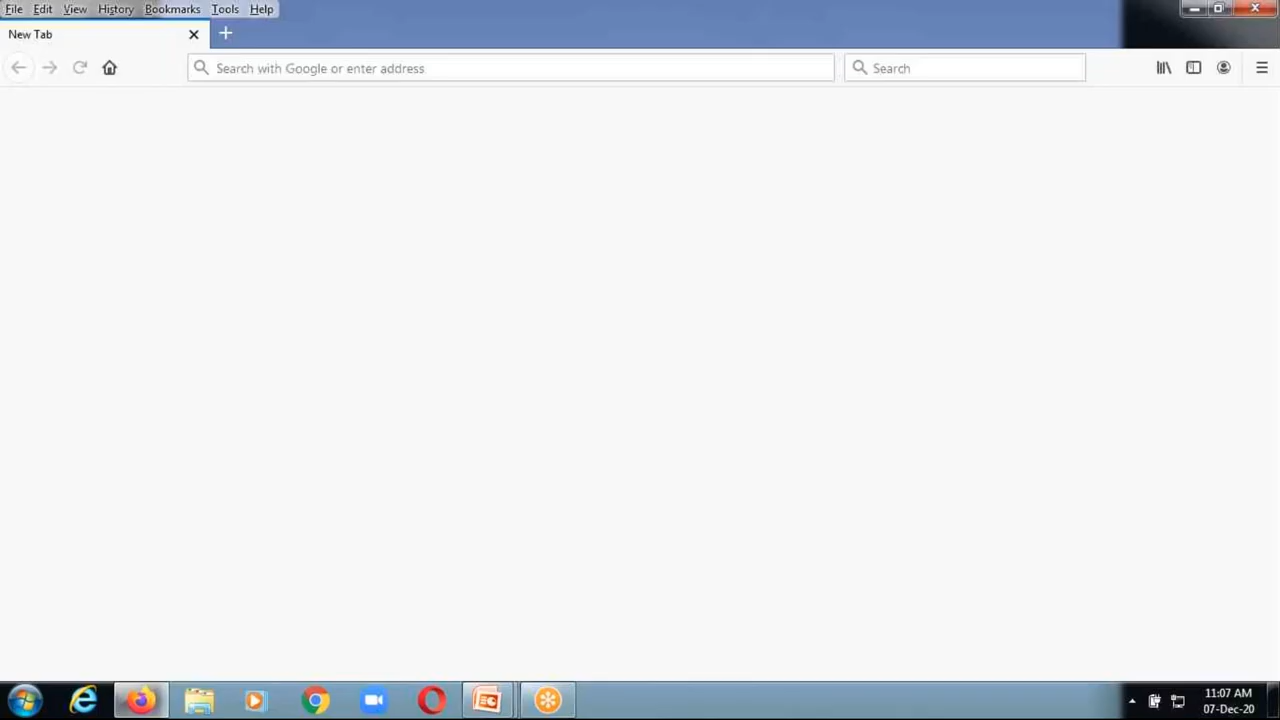 File Edit View History Bookmarks Tools Help
New Tab
Search with Google or enter address
Search
11:07 AM
07-Dec-20